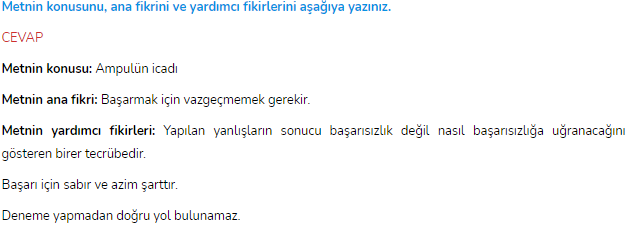 Metnin konusunu, ana fikrini ve yardımcı fikirlerini aşağıya yazınız.
CEVAP
Metnin konusu: Ampulün icadı
Metnin ana fikri: Başarmak için vazgeçmemek gerekir.
Metnin yardımcı fikirleri: Yapılan yanlışların sonucu başarısızlık değil nasıl başarısızlığa uğranacağını
gösteren birer tecrübedir.
Başarı için sabır ve azim şarttır.
Deneme yapmadan doğru yol bulunamaz.